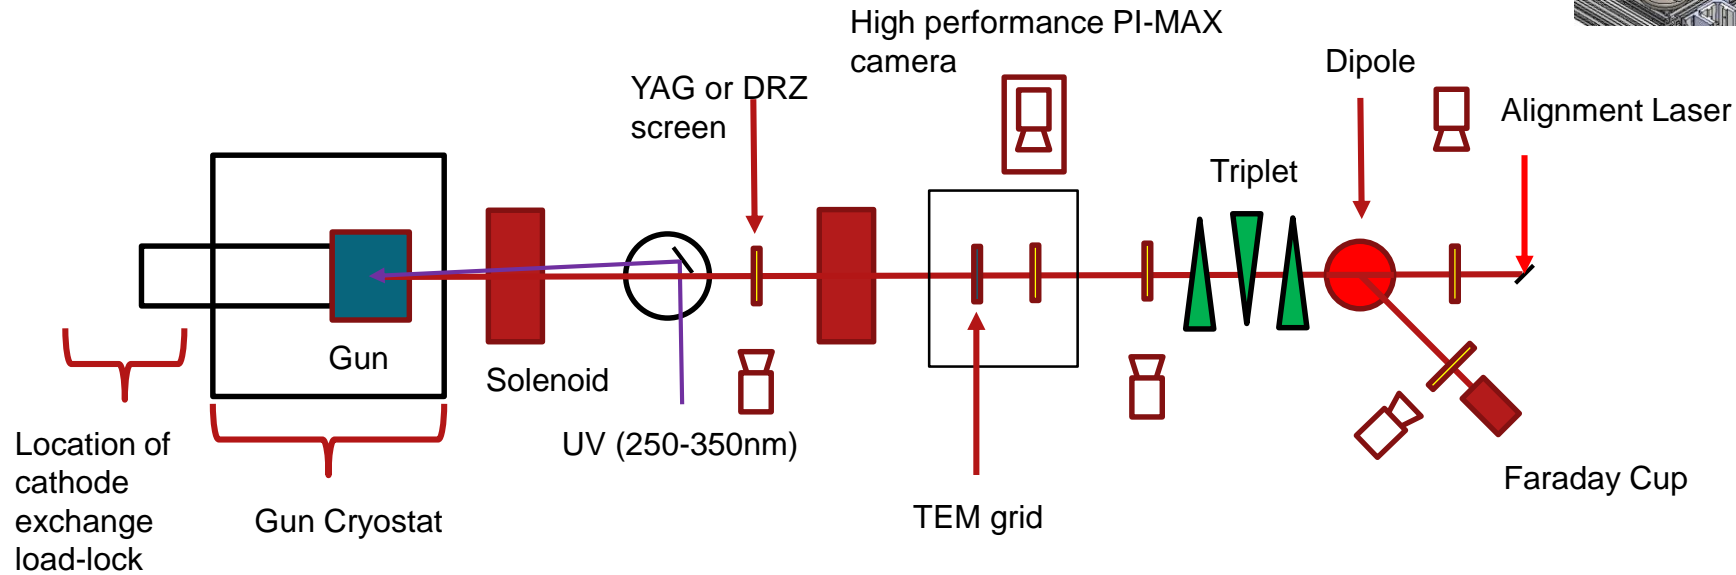 High performance PI-MAX
camera
YAG or DRZ
screen
Dipole
Alignment Laser
Triplet
Gun
Solenoid
UV (250-350nm)
Location of
cathode
exchange
load-lock
Gun Cryostat
TEM grid
Faraday Cup